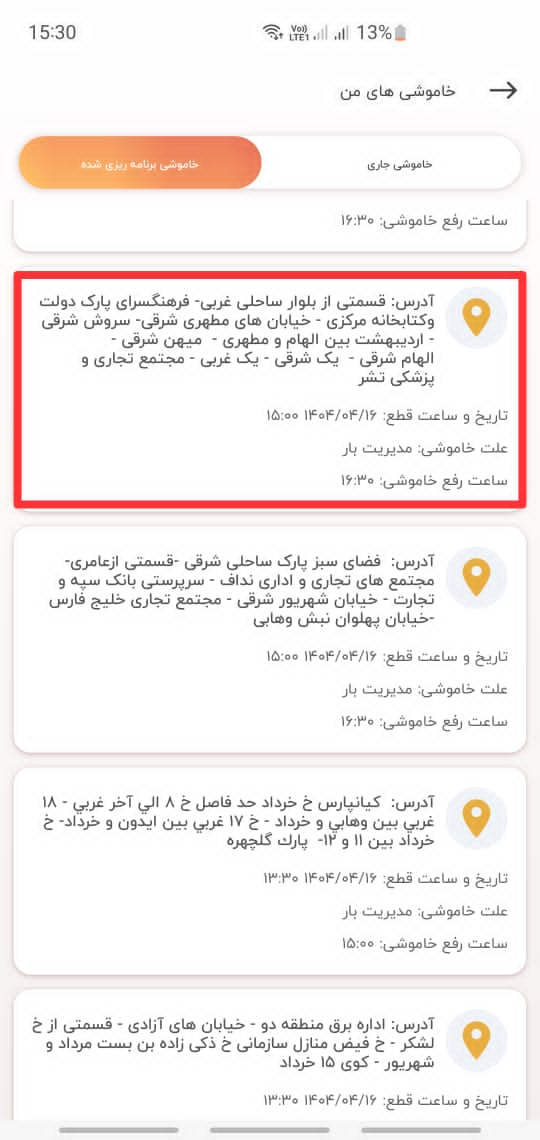 15:30
Vo))
LTE1
13%
خاموشی های من
خاموشی جاری
خاموشی برنامه ریزی شده
ساعت رفع خاموشی: ۱۶:۳۰
آدرس: قسمتی از بلوار ساحلی غربی- فرهنگسرای پارک دولت
وکتابخانه مرکزی - خیابان های مطهری شرقی- سروش شرقی
- اردیبهشت بین الهام و مطهری - میهن شرقی -
الهام شرقی - یک شرقی - یک غربی - مجتمع تجاری و
پزشکی تشر
تاریخ و ساعت قطع: ۱۴۰۴/۰۴/۱۶ ۱۵:۰۰
علت خاموشی: مدیریت بار
ساعت رفع خاموشی: ۱۶:۳۰
آدرس: فضای سبز پارک ساحلی شرقی -قسمتی ازعامری-
مجتمع های تجاری و اداری نداف - سرپرستی بانک سپه و
تجارت - خیابان شهریور شرقی - مجتمع تجاری خلیج فارس
-خیابان پهلوان نبش وهابی
تاریخ و ساعت قطع: ۱۴۰۴/۰۴/۱۶ ۱۵:۰۰
علت خاموشی: مدیریت بار
ساعت رفع خاموشی: ۱۶:۳۰
آدرس: کیانپارس خ خرداد حد فاصل خ ۸ الي آخر غربي - ۱۸
غربي بین وهابي و خرداد - خ ۱۷ غربي بین ایدون و خرداد- خ
خرداد بین ۱۱ و ۱۲- پارك گلچهره
تاریخ و ساعت قطع: ۱۴۰۴/۰۴/۱۶ ۱۳:۳۰
علت خاموشی: مدیریت بار
ساعت رفع خاموشی: ۱۵:۰۰
آدرس: اداره برق منطقه دو - خیابان های آزادی - قسمتی از خ
لشکر - خ فیض منازل سازمانی خ ذکی زاده بن بست مرداد و
شهریور - کوی ۱۵ خرداد
تاریخ و ساعت قطع: ۱۴۰۴/۰۴/۱۶ ۱۳:۳۰